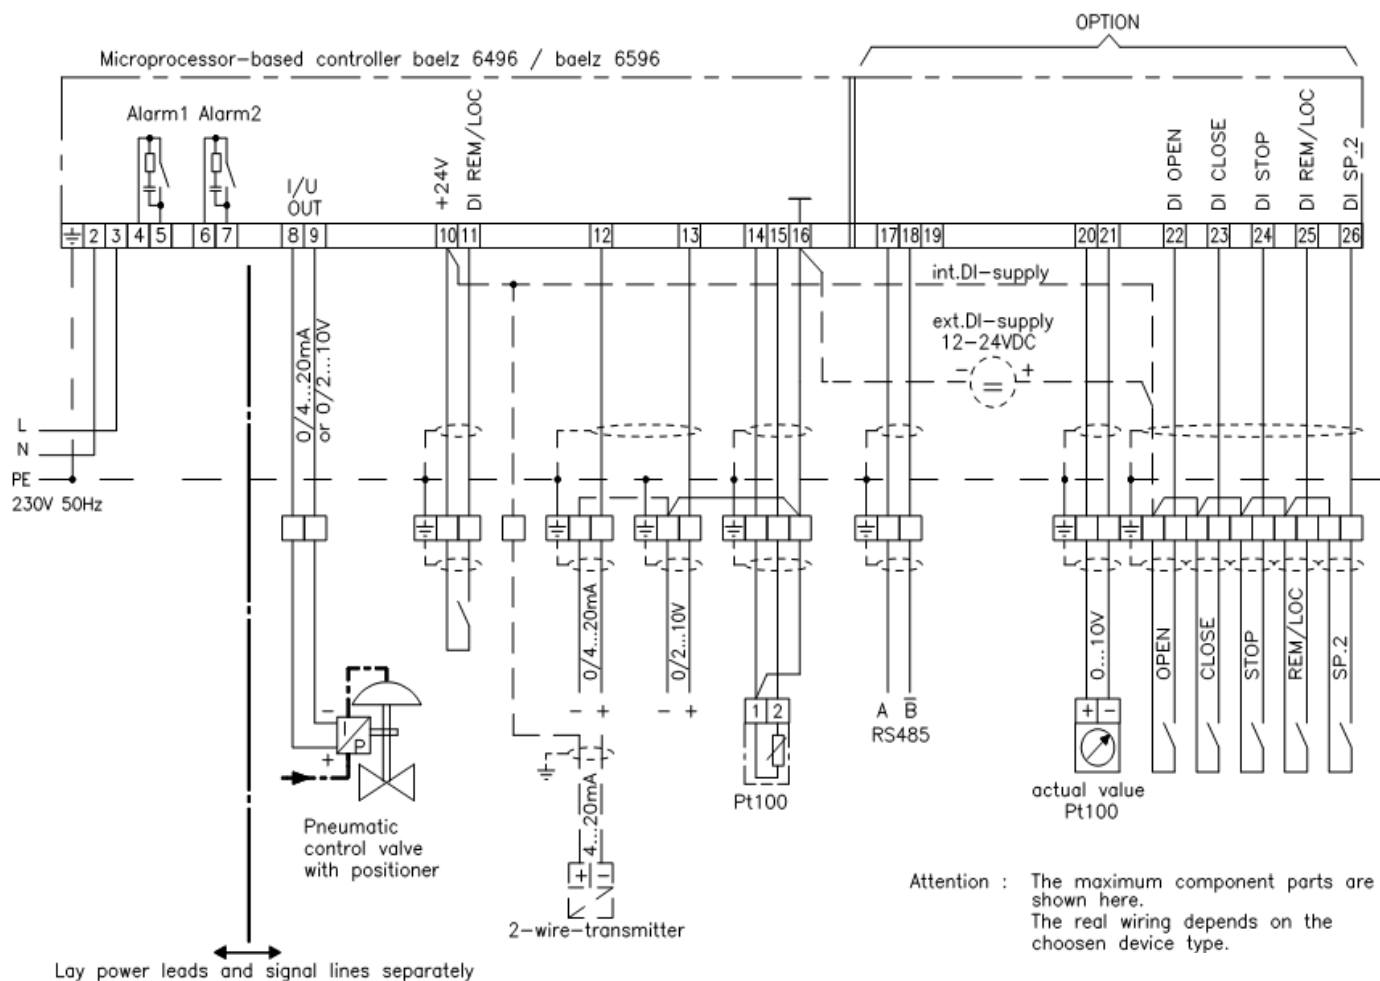 OPTION
Microprocessor-based controller baelz 6496 / baelz 6596
Alarm1 Alarm2
I/U
OUT
+24V
DI REM/LOC
DI OPEN
DI CLOSE
DI STOP
DI REM/LOC
DI SP.2
2 3 4 5 6 7 8 9 10 11 12 13 14 15 16 17 18 19 20 21 22 23 24 25 26
int.DI-supply
ext.DI-supply
12-24VDC
- = +
0/4...20mA
or 0/2...10V
L
N
PE
230V 50Hz
0/4...20mA
0/2...10V
0...10V
OPEN
CLOSE
STOP
REM/LOC
SP.2
- +
- +
1 2
A B̅
RS485
+ -
-
I
P
+
Pt100
actual value
Pt100
4...20mA
Pneumatic
control valve
with positioner
+ -
2-wire-transmitter
Attention : The maximum component parts are
shown here.
The real wiring depends on the
choosen device type.
Lay power leads and signal lines separately